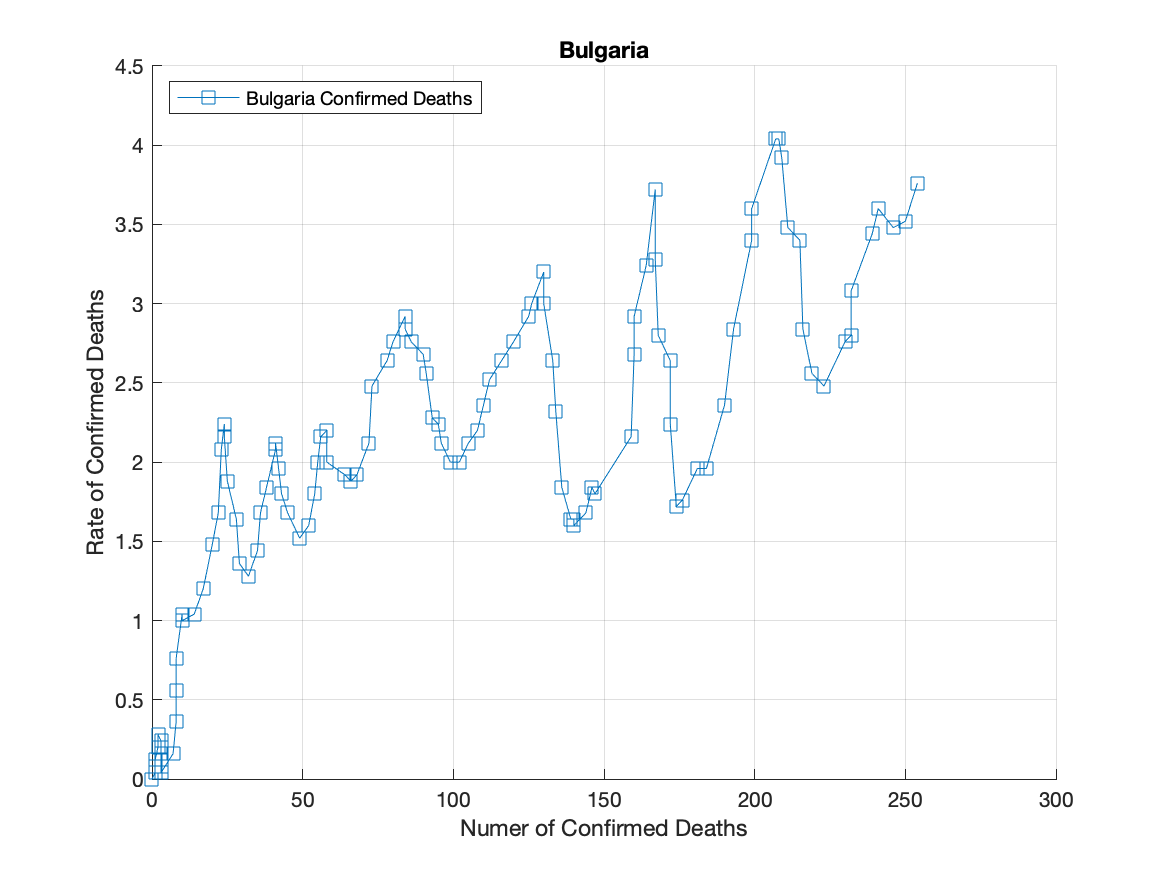 Bulgaria
4.5
Bulgaria Confirmed Deaths
4
3.5
3
2.5
2
1.5
1
0.5
0
Rate of Confirmed Deaths
0 50 100 150 200 250 300
Numer of Confirmed Deaths